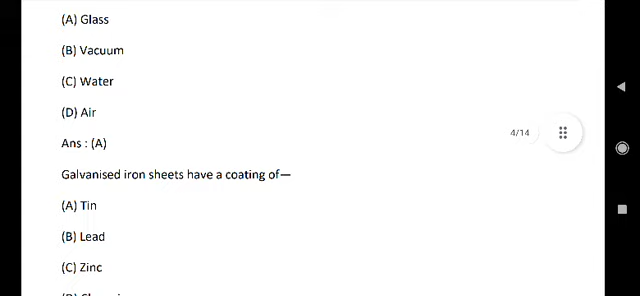 (A) Glass
(B) Vacuum
(C) Water
(D) Air
Ans : (A)
4/14
Galvanised iron sheets have a coating of—
(A) Tin
(B) Lead
(C) Zinc